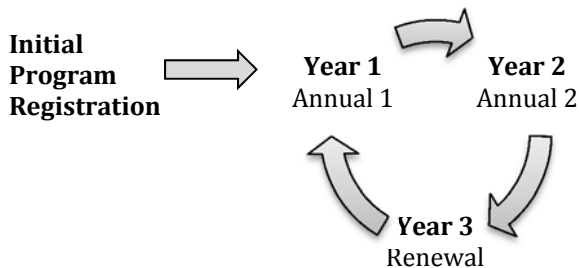 Initial
Program
Registration
Year 1
Annual 1
Year 2
Annual 2
Year 3
Renewal